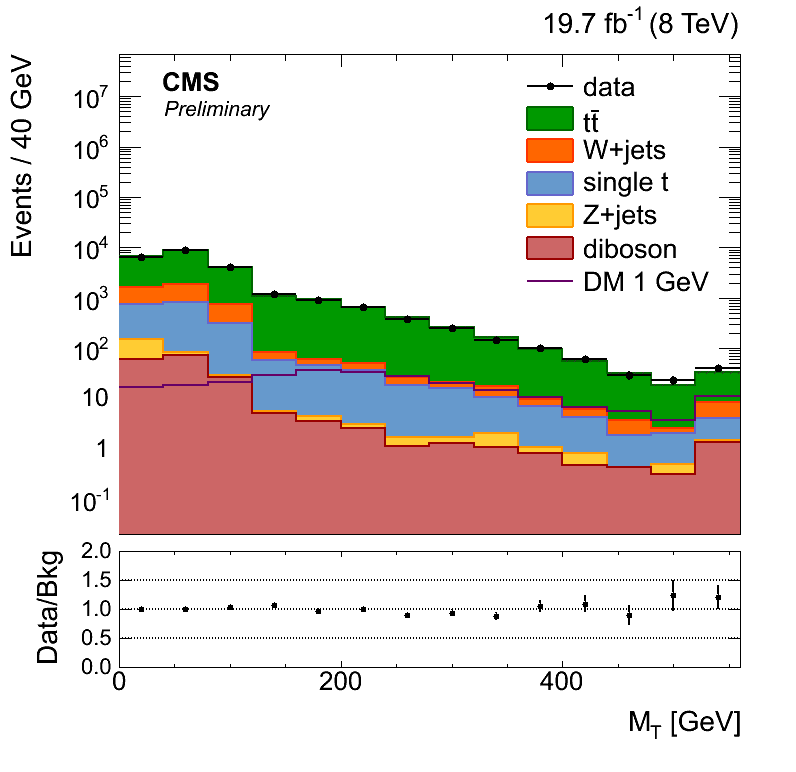 19.7 fb⁻¹ (8 TeV)
CMS
Preliminary
data
tt̄
W+jets
single t
Z+jets
diboson
DM 1 GeV
Events / 40 GeV
10⁷
10⁶
10⁵
10⁴
10³
10²
10
1
10⁻¹
Data/Bkg
2.0
1.5
1.0
0.5
0.0
0 200 400
M_T [GeV]